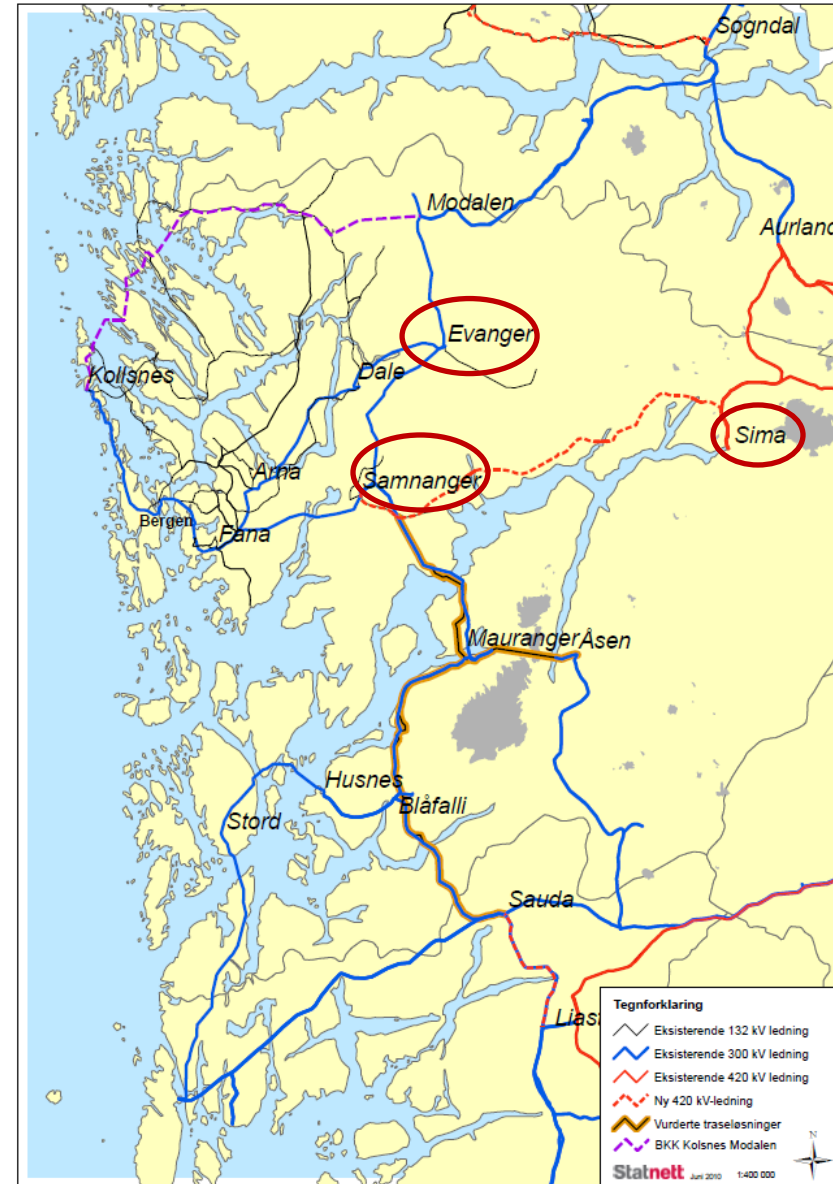 Sogndal
Modalen
Aurland
Evanger
Kollsnes
Dale
Sima
Arna
Samnanger
Bergen
Fana
Mauranger
Åsen
Husnes
Blåfalli
Stord
Sauda
Liast
Tegnforklaring
Eksisterende 132 kV ledning
Eksisterende 300 kV ledning
Eksisterende 420 kV ledning
Ny 420 kV-ledning
Vurderte traseløsninger
BKK Kolsnes Modalen
N
Statnett Juni 2010 1:400 000